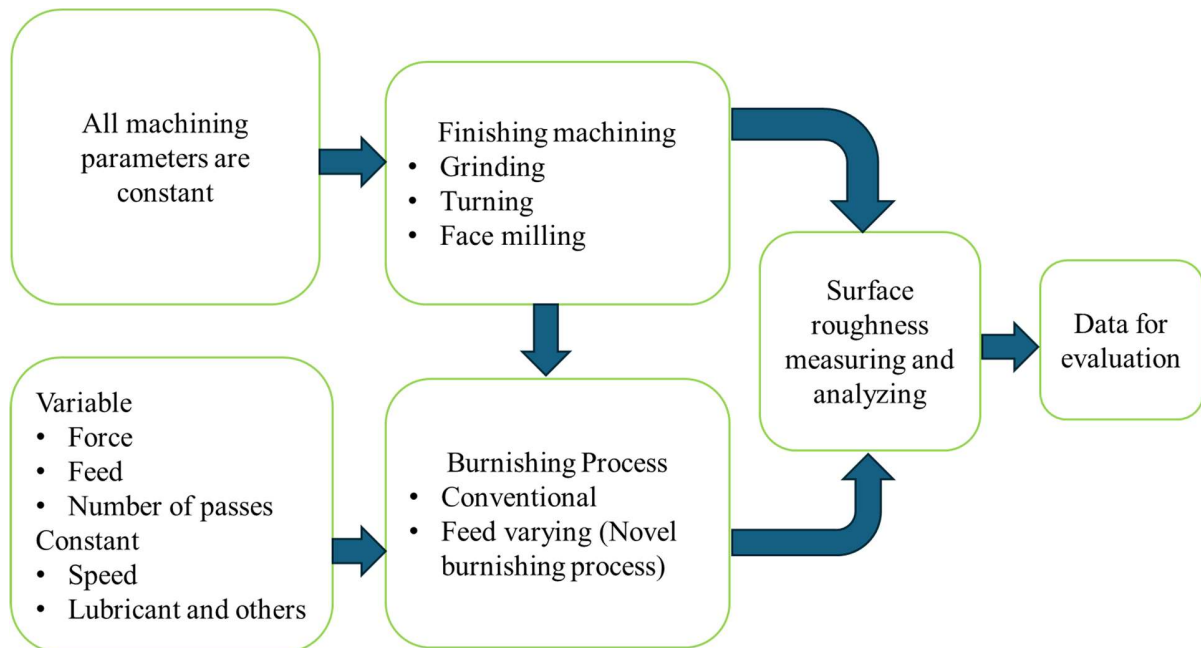 All machining
parameters are
constant
Finishing machining
• Grinding
• Turning
• Face milling
Variable
• Force
• Feed
• Number of passes
Constant
• Speed
• Lubricant and others
Burnishing Process
• Conventional
• Feed varying (Novel
burnishing process)
Surface
roughness
measuring and
analyzing
Data for
evaluation